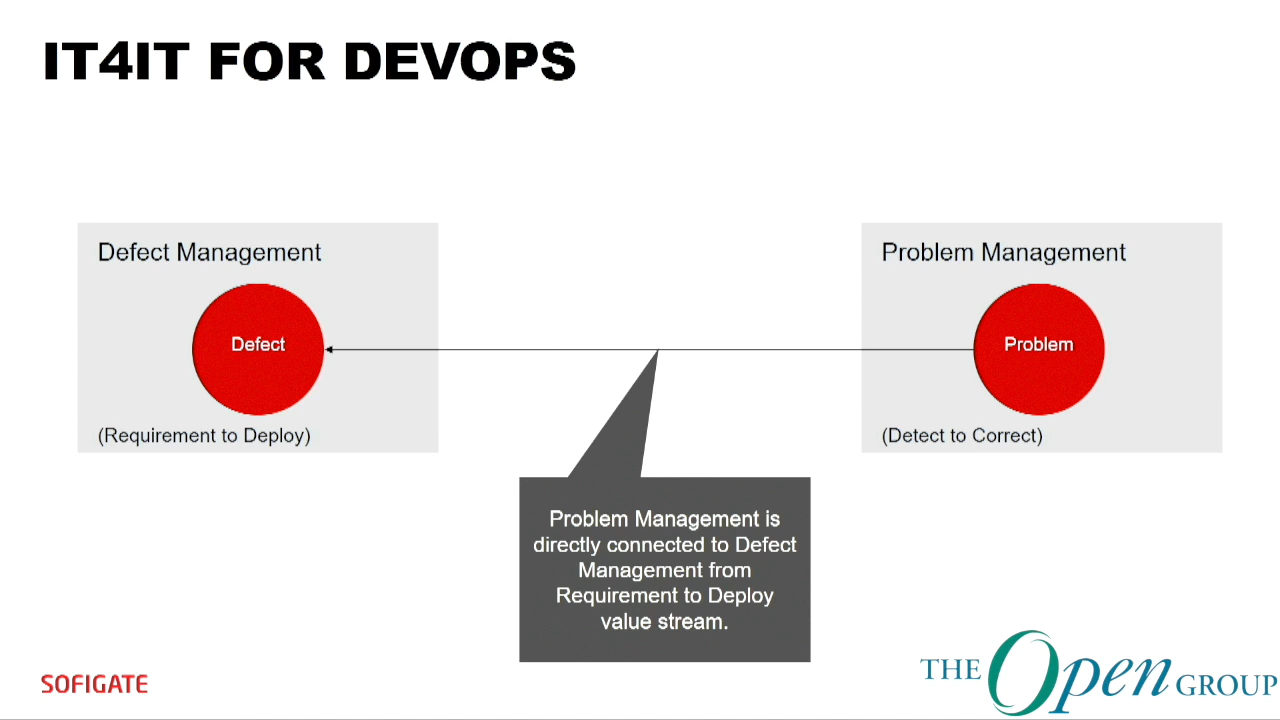 IT4IT FOR DEVOPS
Defect Management
Problem Management
Defect
Problem
(Requirement to Deploy)
(Detect to Correct)
Problem Management is
directly connected to Defect
Management from
Requirement to Deploy
value stream.
SOFIGATE
THE Open GROUP